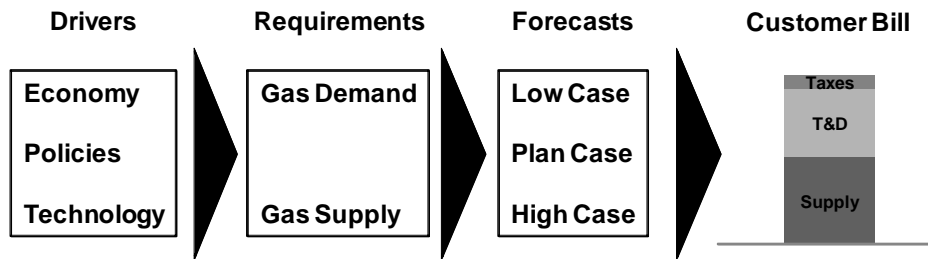 Drivers
Requirements
Forecasts
Customer Bill
Economy
Policies
Technology
Gas Demand
Gas Supply
Low Case
Plan Case
High Case
Taxes
T&D
Supply